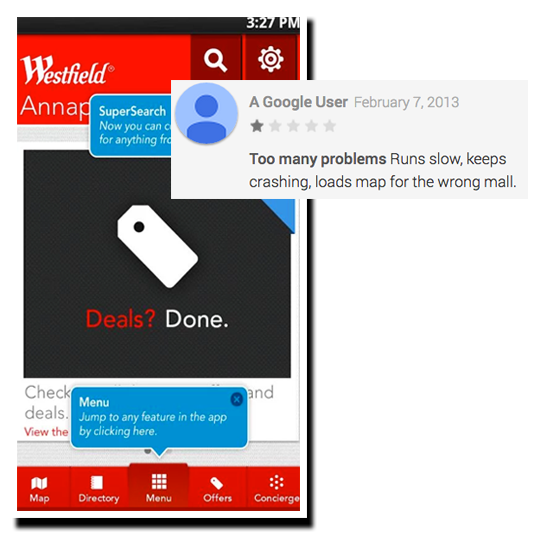 3:27 PM
Westfield®
Annap
SuperSearch
Now you can
for anything
A Google User February 7, 2013
Too many problems Runs slow, keeps
crashing, loads map for the wrong mall.
Deals? Done.
Check and
deals.
View the
Menu
Jump to any feature in the app
by clicking here.
Map Directory Menu Offers Concierge